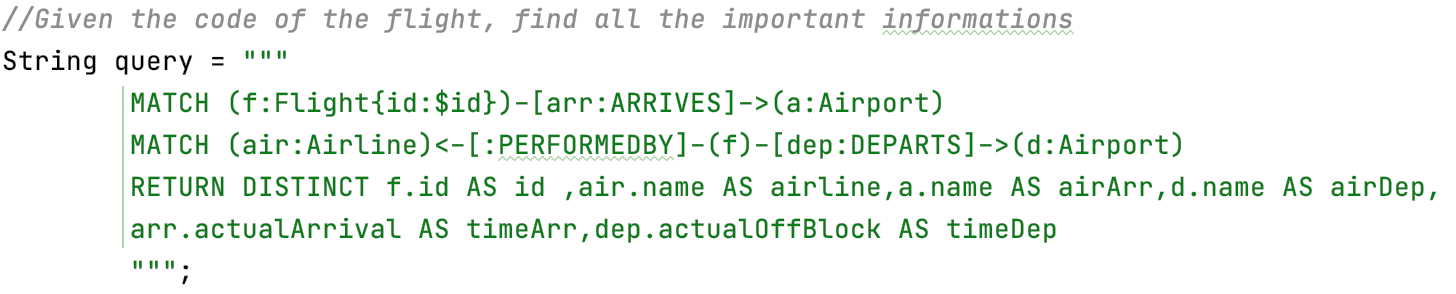 //Given the code of the flight, find all the important informations
String query = """
MATCH (f:Flight{id:$id})-[arr:ARRIVES]->(a:Airport)
MATCH (air:Airline)<-[:PERFORMEDBY]-(f)-[dep:DEPARTS]->(d:Airport)
RETURN DISTINCT f.id AS id ,air.name AS airline,a.name AS airArr,d.name AS airDep,
arr.actualArrival AS timeArr,dep.actualOffBlock AS timeDep
""";